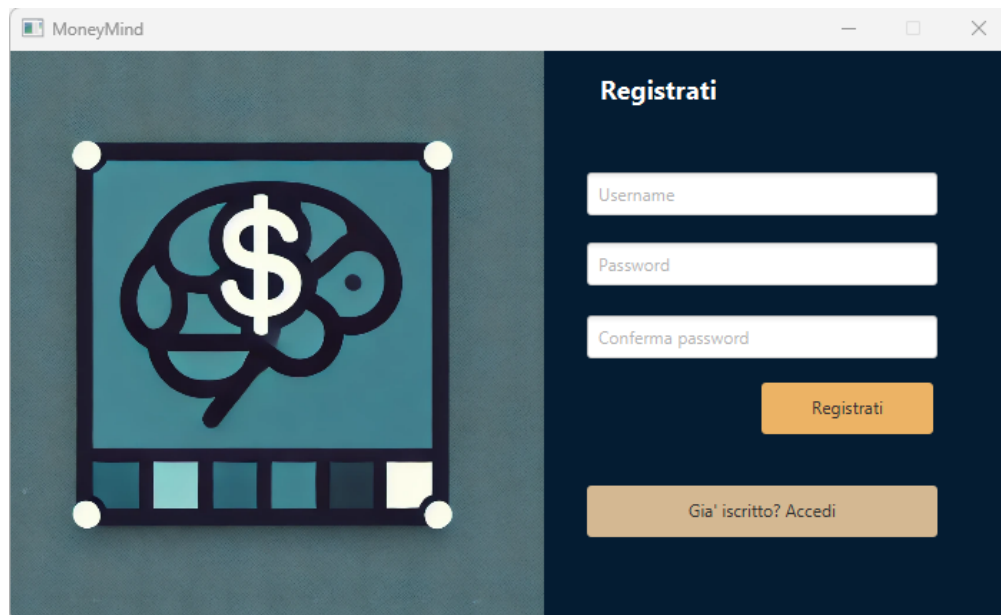 MoneyMind
Registrati
Username
Password
Conferma password
Registrati
Gia' iscritto? Accedi
$